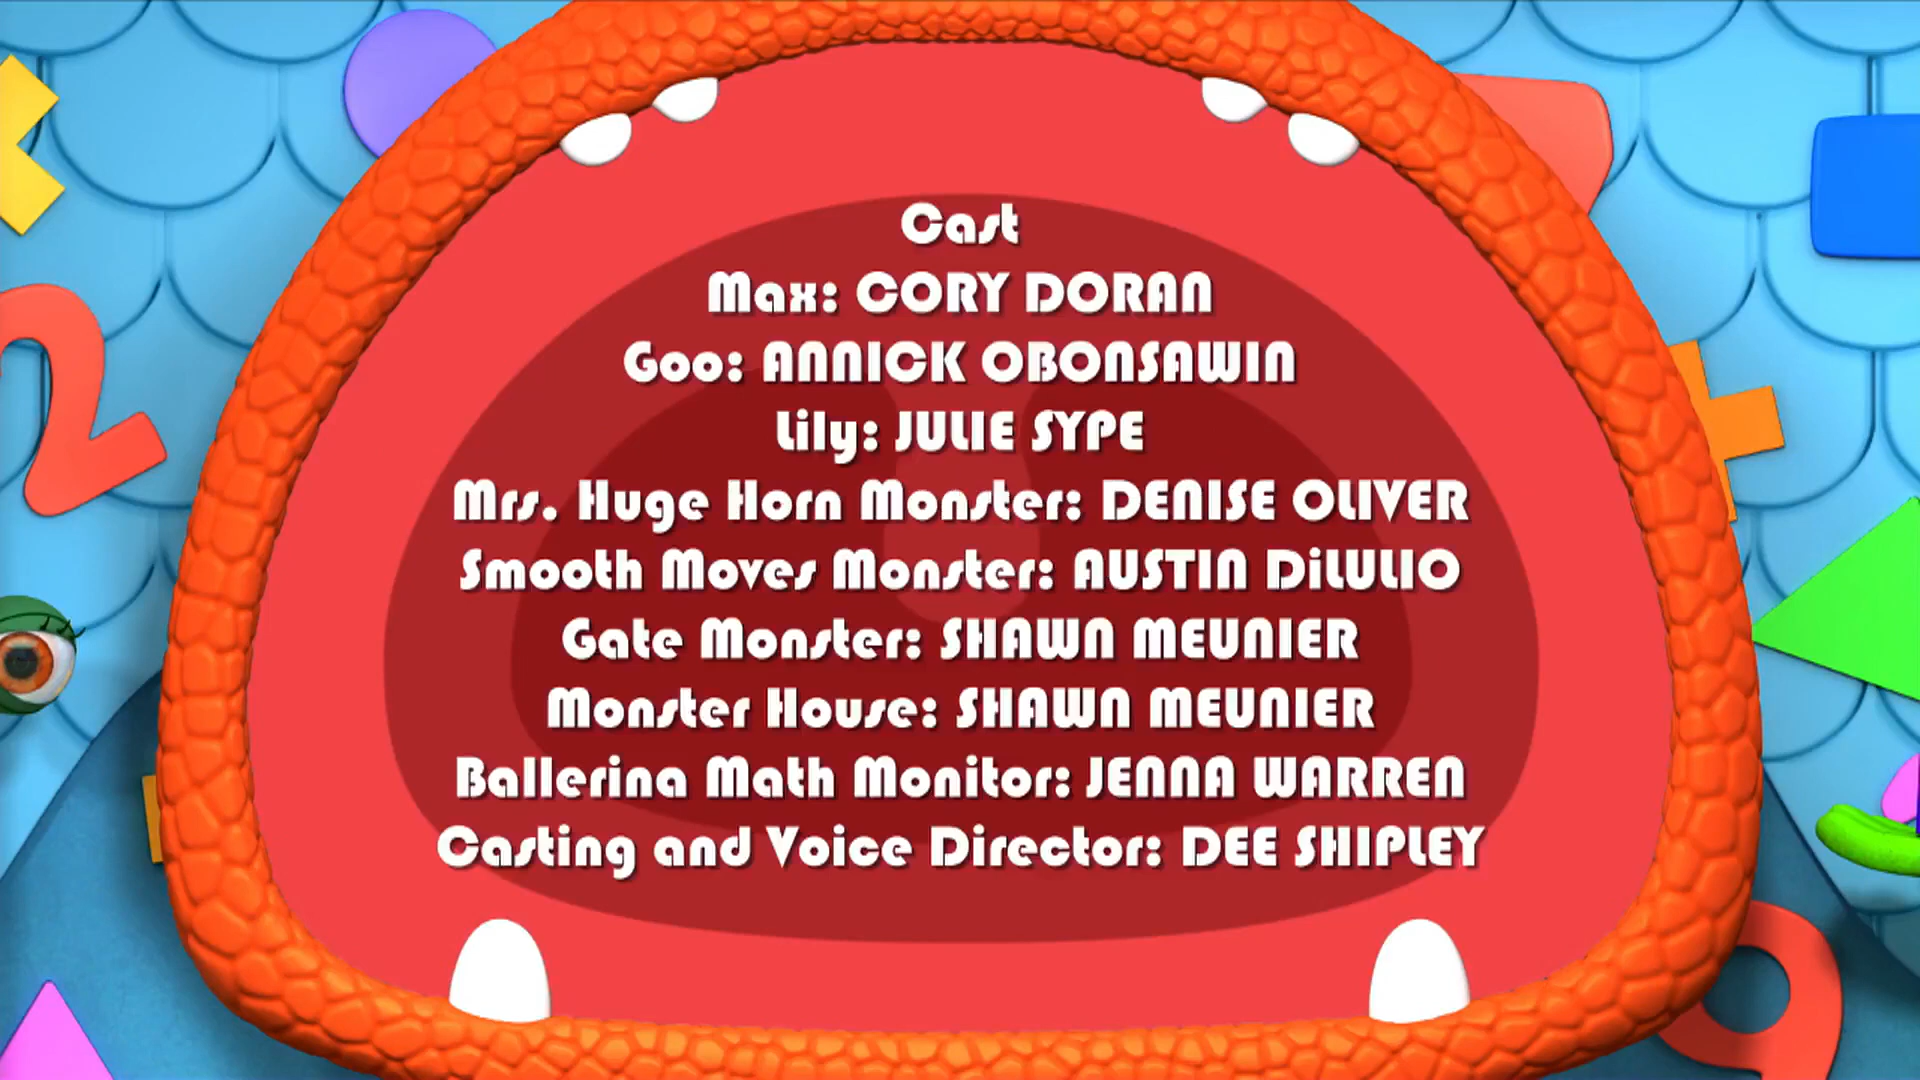 Cast
Max: CORY DORAN
Goo: ANNICK OBONSAWIN
Lily: JULIE SYPE
Mrs. Huge Horn Monster: DENISE OLIVER
Smooth Moves Monster: AUSTIN DiLULIO
Gate Monster: SHAWN MEUNIER
Monster House: SHAWN MEUNIER
Ballerina Math Monitor: JENNA WARREN
Casting and Voice Director: DEE SHIPLEY
2
9